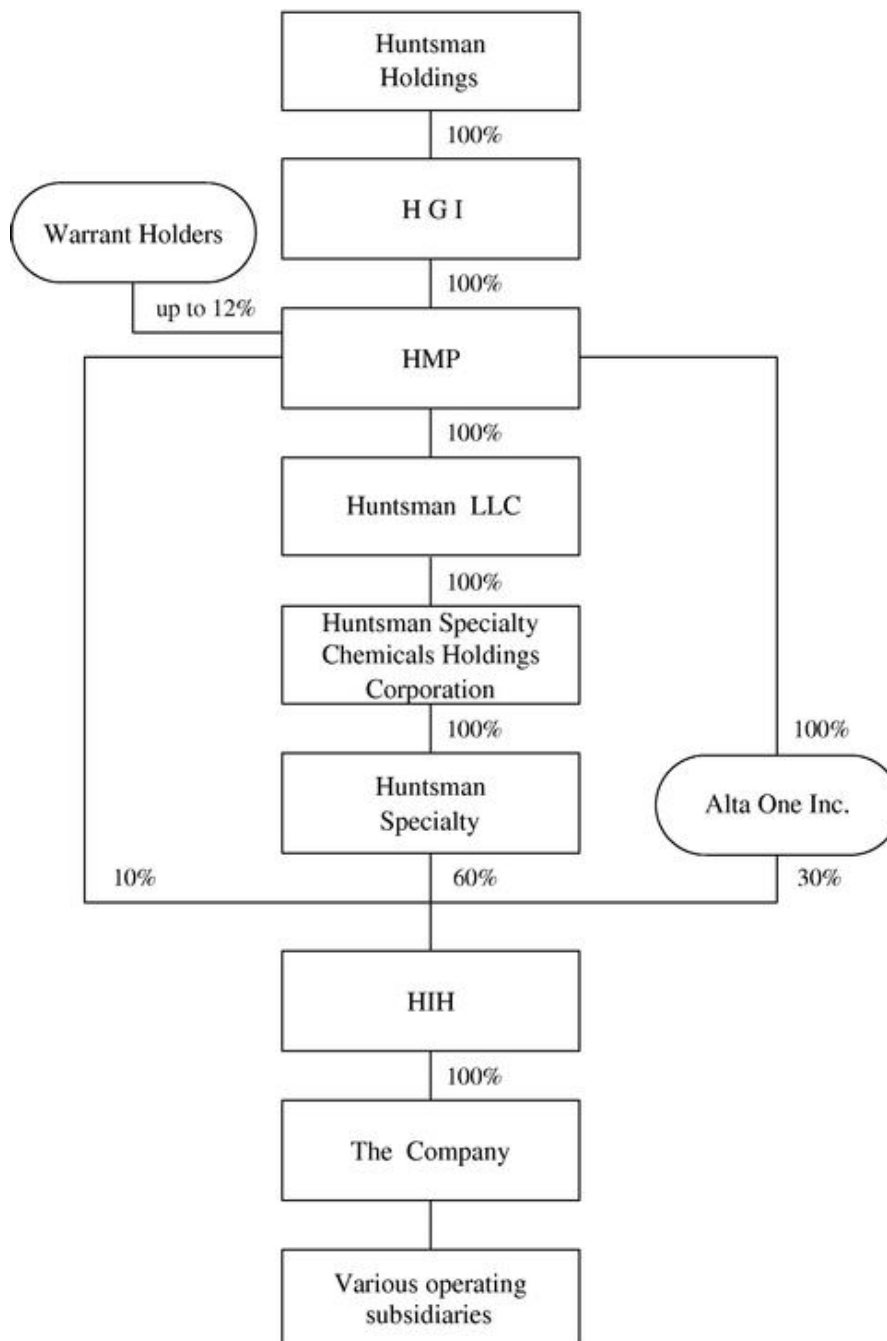 Huntsman
Holdings
100%
H G I
Warrant Holders
100%
up to 12%
HMP
100%
Huntsman LLC
100%
Huntsman Specialty
Chemicals Holdings
Corporation
100%
100%
Huntsman
Specialty
Alta One Inc.
10%
60%
30%
HIH
100%
The Company
Various operating
subsidiaries